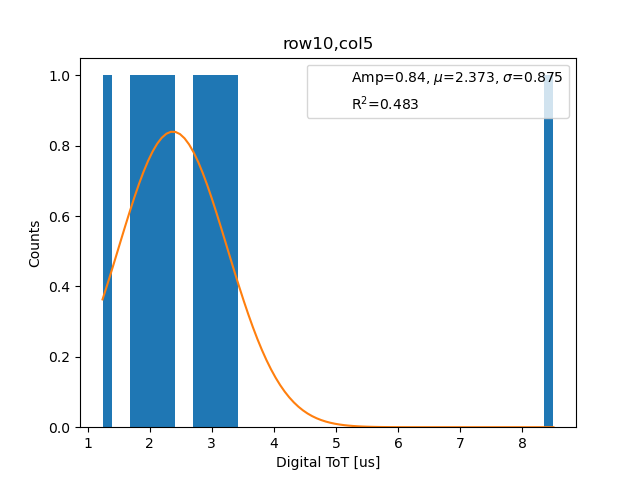 row10,col5
Amp=0.84, μ=2.373, σ=0.875
R²=0.483
Counts
1.0
0.8
0.6
0.4
0.2
0.0
1 2 3 4 5 6 7 8
Digital ToT [us]